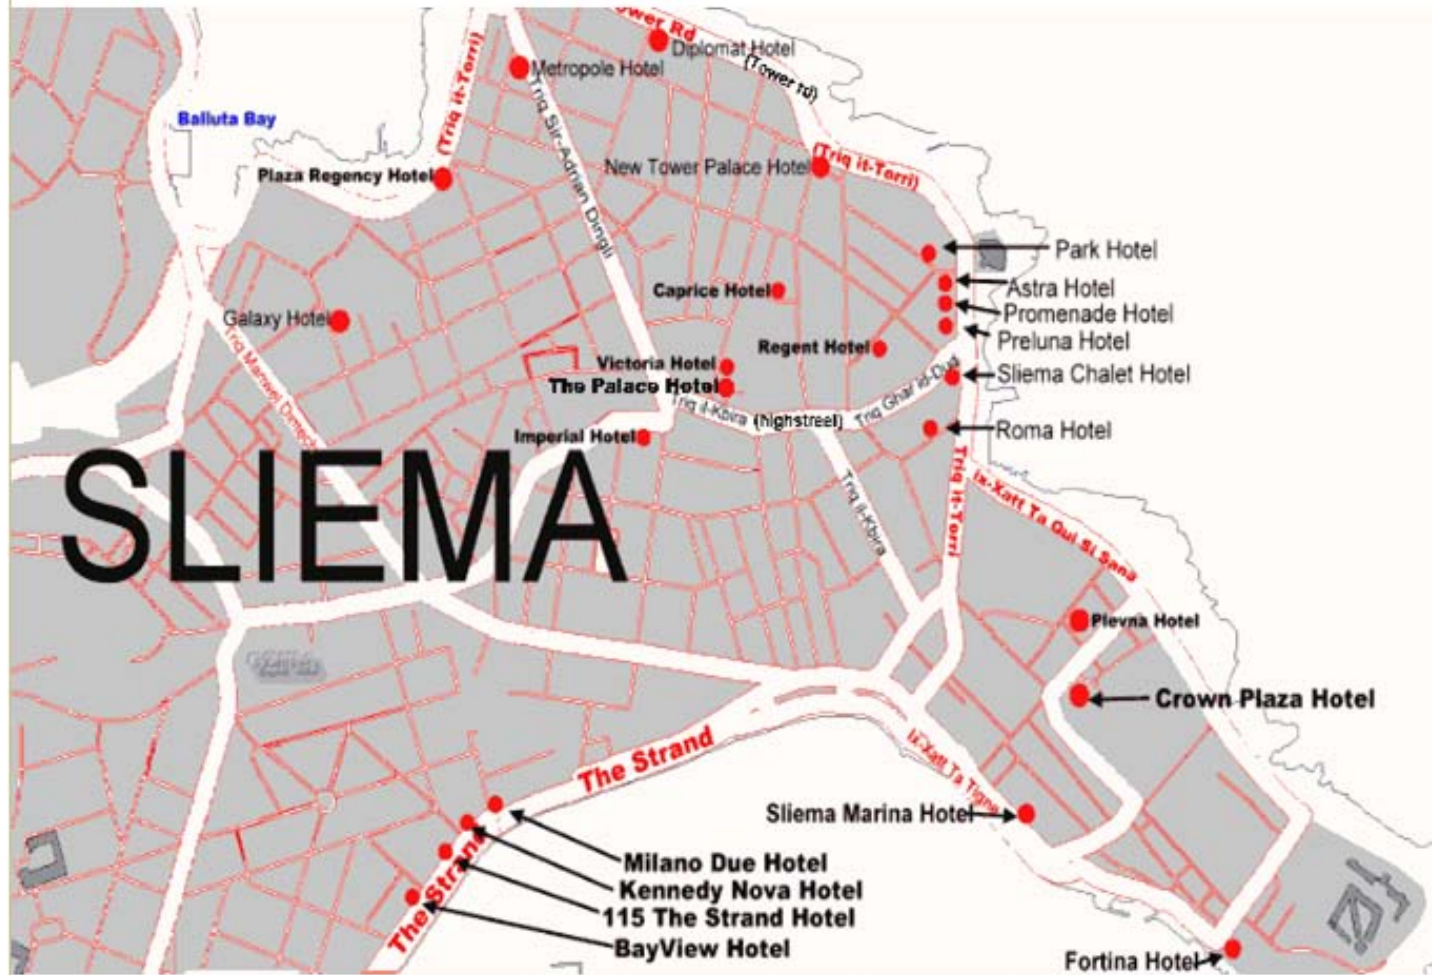 ower Rd
Diplomat Hotel
(Tower rd)
Metropole Hotel
(Triq it-Torri)
Triq Sir-Adrian Dingli
Balluta Bay
Plaza Regency Hotel
New Tower Palace Hotel
(Triq it-Torri)
Park Hotel
Astra Hotel
Caprice Hotel
Promenade Hotel
Galaxy Hotel
Preluna Hotel
Regent Hotel
Victoria Hotel
Sliema Chalet Hotel
The Palace Hotel
Triq Manwel Dimech
Triq il-Kbira (highstreet) Triq Ghar id-Dud
Imperial Hotel
Roma Hotel
SLIEMA
Triq il-Kbira
Triq it-Torri
ix-Xatt Ta Qui Si Sana
Plevna Hotel
Crown Plaza Hotel
The Strand
Ix-Xatt Ta Tigne
Sliema Marina Hotel
The Strand
Milano Due Hotel
Kennedy Nova Hotel
115 The Strand Hotel
BayView Hotel
Fortina Hotel